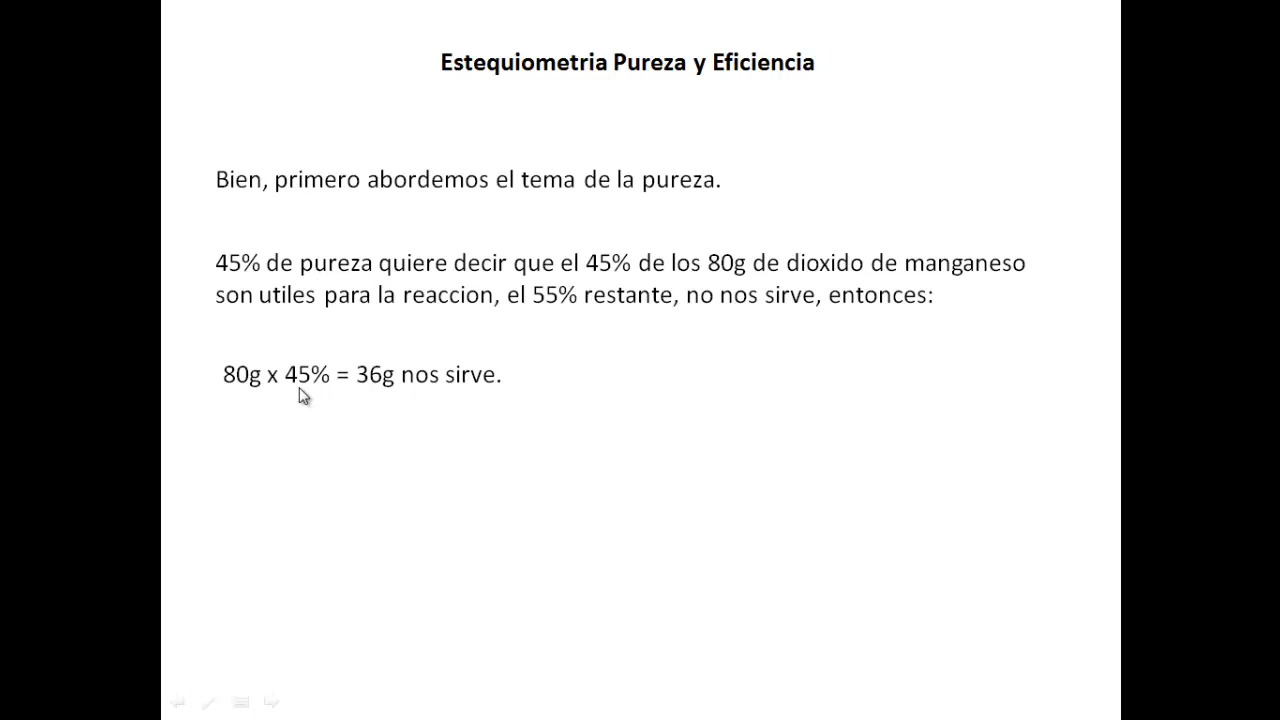 Estequiometria Pureza y Eficiencia
Bien, primero abordemos el tema de la pureza.
45% de pureza quiere decir que el 45% de los 80g de dioxido de manganeso
son utiles para la reaccion, el 55% restante, no nos sirve, entonces:
80g x 45% = 36g nos sirve.